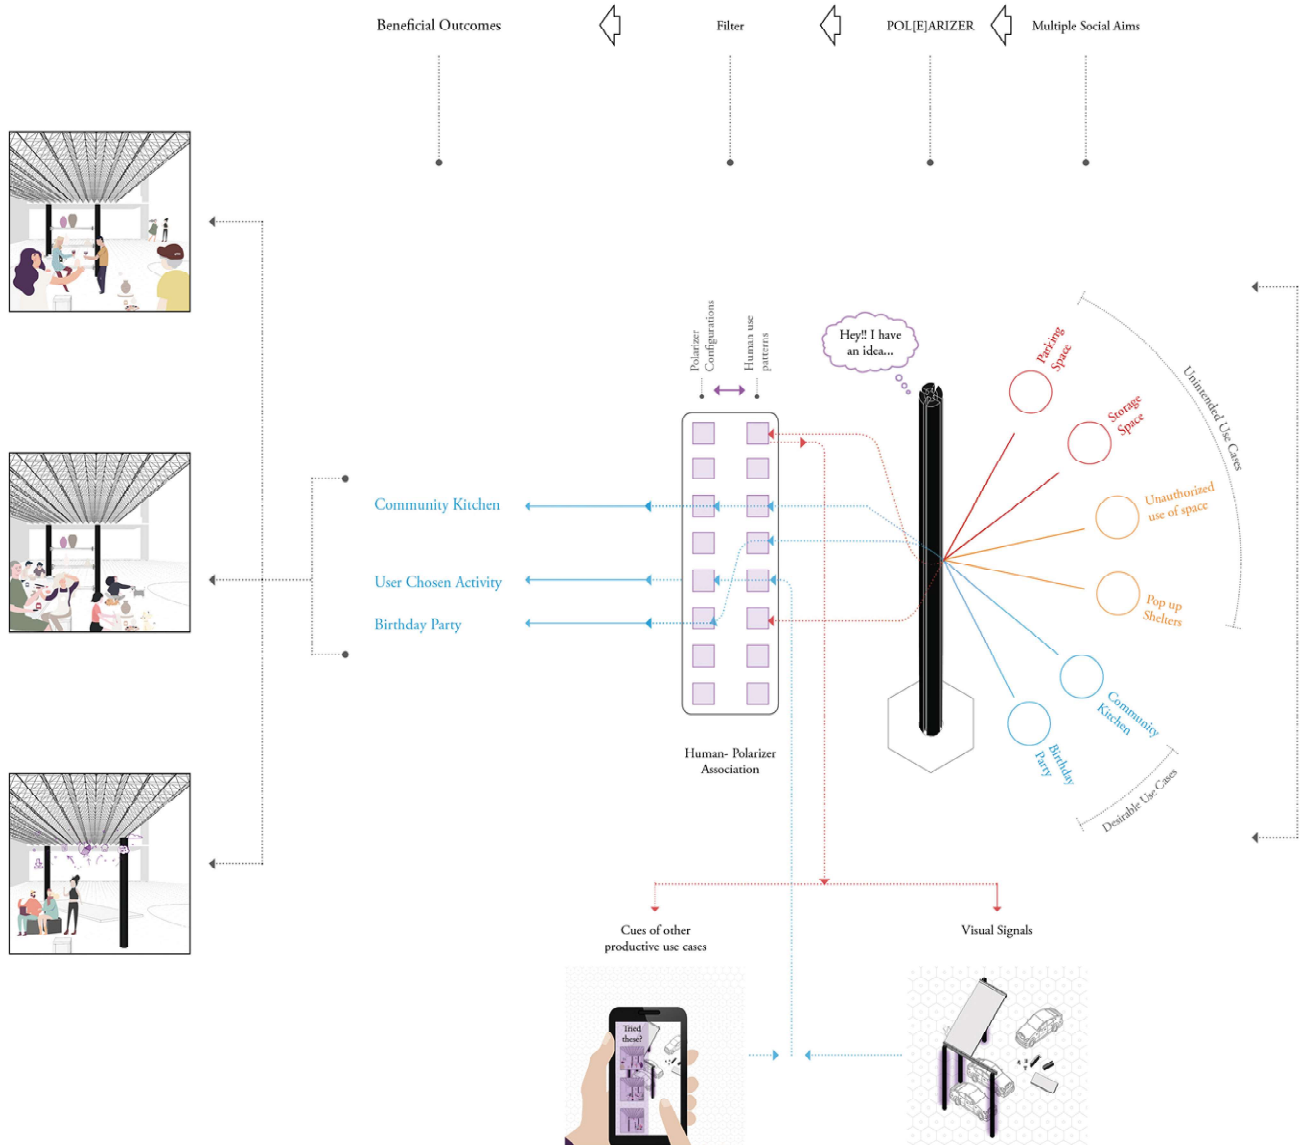 Beneficial Outcomes
Filter
POL[E]ARIZER
Multiple Social Aims
Polarizer
Configurations
Human use
patterns
Hey!! I have
an idea...
Parking
Space
Storage
Space
Unauthorized
use of space
Pop up
Shelters
Community
Kitchen
Birthday
Party
Unintended Use Cases
Desirable Use Cases
Community Kitchen
User Chosen Activity
Birthday Party
Human- Polarizer
Association
Cues of other
productive use cases
Visual Signals
Tried
these?